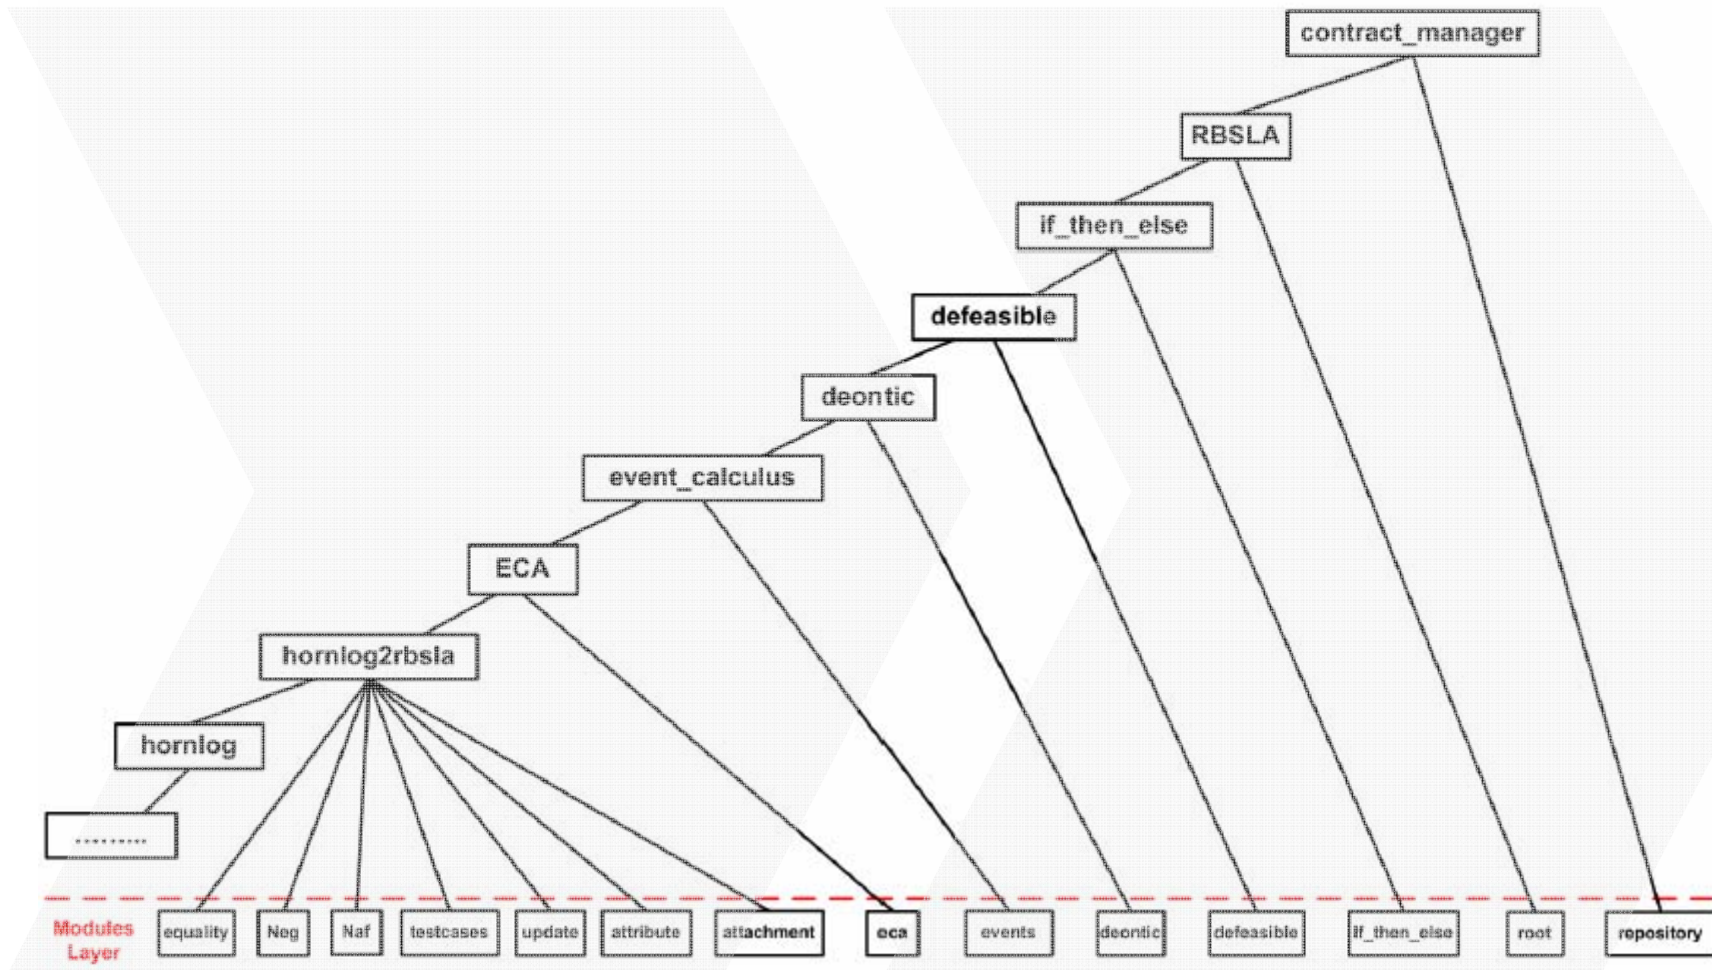 contract_manager
RBSLA
if_then_else
defeasible
deontic
event_calculus
ECA
hornlog2rbsla
hornlog
.........
Modules
Layer
equality Neg Naf testcases update attribute attachment eca events deontic defeasible if_then_else root repository